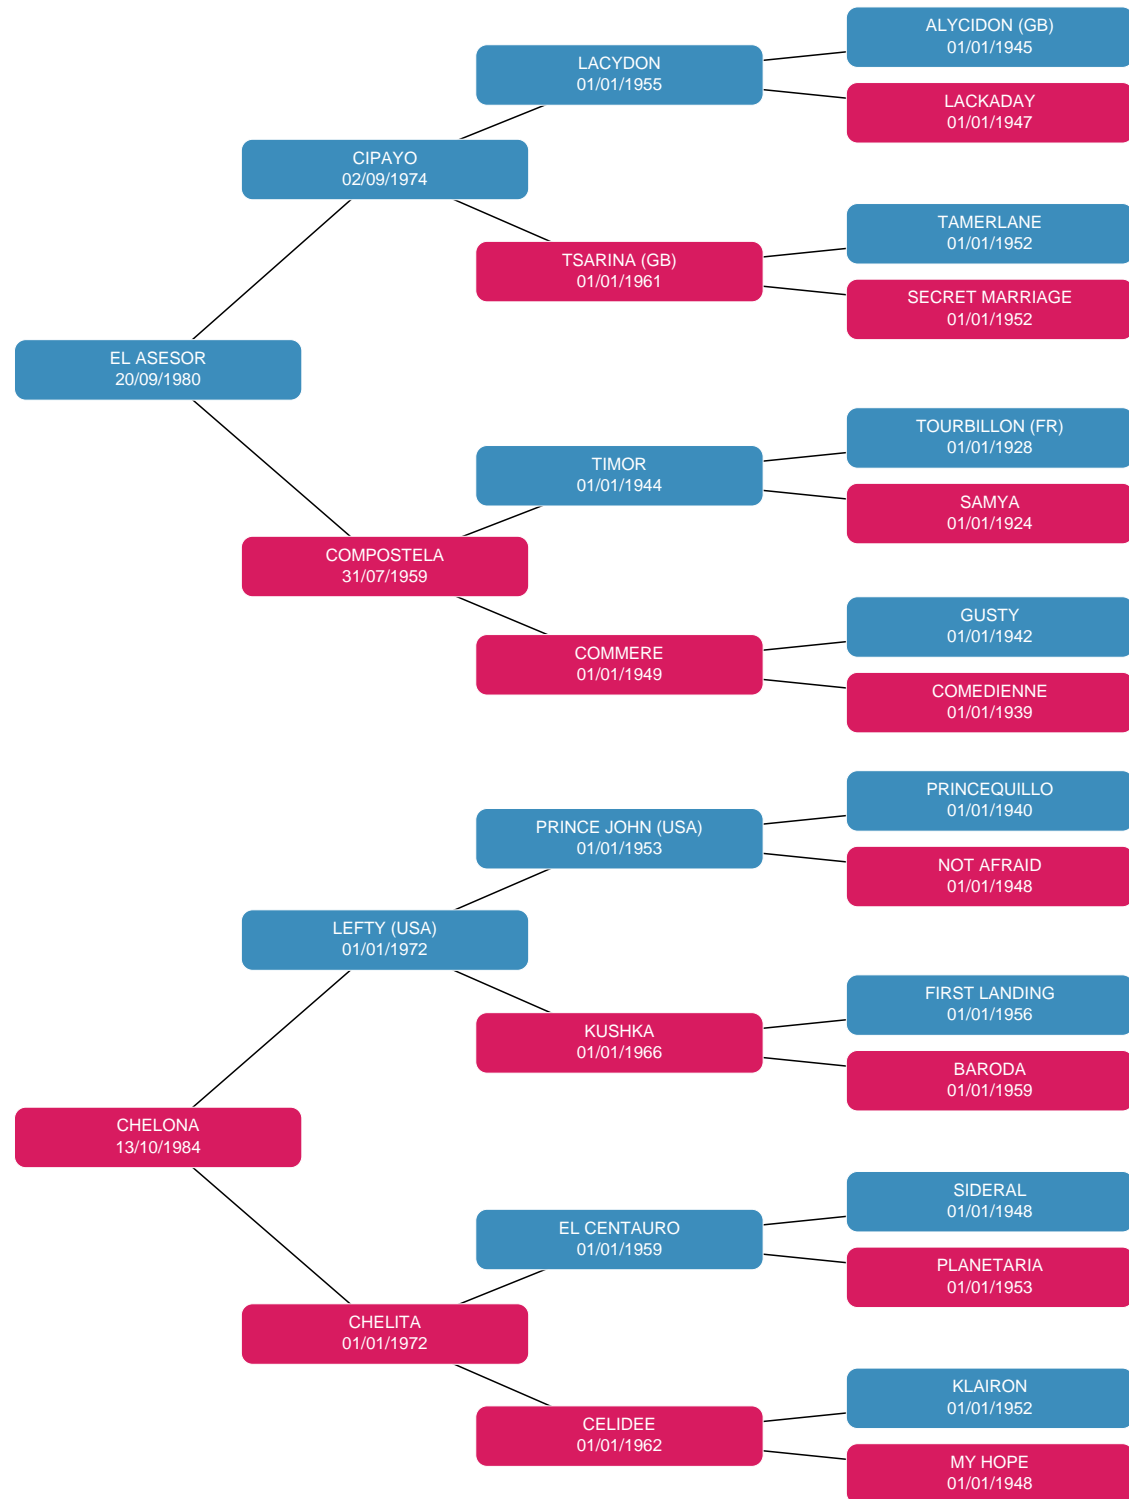 ALYCIDON (GB)
01/01/1945
LACYDON
01/01/1955
LACKADAY
01/01/1947
CIPAYO
02/09/1974
TAMERLANE
01/01/1952
TSARINA (GB)
01/01/1961
SECRET MARRIAGE
01/01/1952
EL ASESOR
20/09/1980
TOURBILLON (FR)
01/01/1928
TIMOR
01/01/1944
SAMYA
01/01/1924
COMPOSTELA
31/07/1959
GUSTY
01/01/1942
COMMERE
01/01/1949
COMEDIENNE
01/01/1939
PRINCEQUILLO
01/01/1940
PRINCE JOHN (USA)
01/01/1953
NOT AFRAID
01/01/1948
LEFTY (USA)
01/01/1972
FIRST LANDING
01/01/1956
KUSHKA
01/01/1966
BARODA
01/01/1959
CHELONA
13/10/1984
SIDERAL
01/01/1948
EL CENTAURO
01/01/1959
PLANETARIA
01/01/1953
CHELITA
01/01/1972
KLAIRON
01/01/1952
CELIDEE
01/01/1962
MY HOPE
01/01/1948